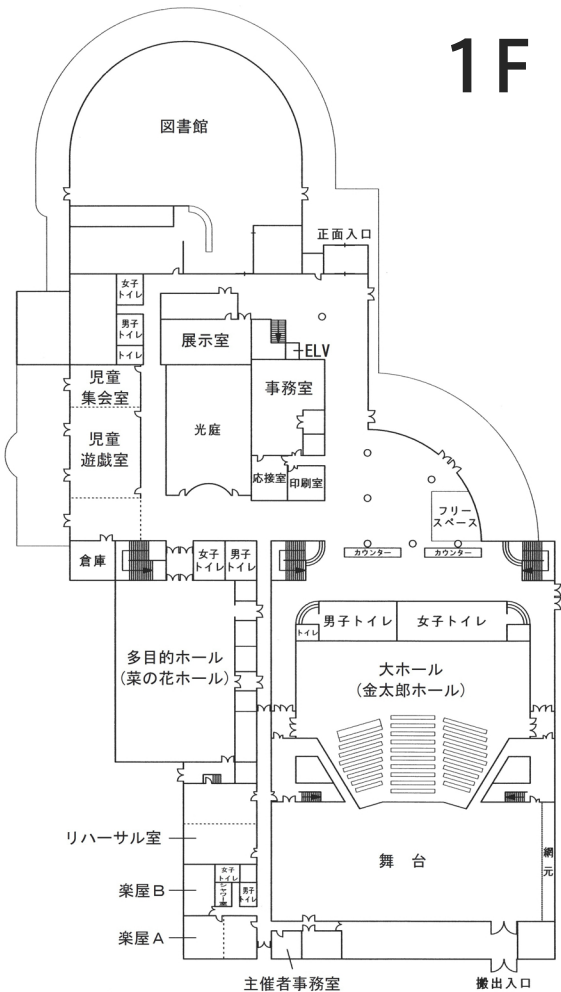 1F
図書館
正面入口
女子
トイレ
男子
トイレ
トイレ
展示室
ELV
児童
集会室
事務室
児童
遊戯室
光庭
応接室
印刷室
フリー
スペース
倉庫
女子
トイレ
男子
トイレ
カウンター
カウンター
男子トイレ
女子トイレ
トイレ
多目的ホール
(菜の花ホール)
大ホール
(金太郎ホール)
リハーサル室
舞台
網元
女子
トイレ
シャワー室
男子
トイレ
楽屋B
楽屋A
主催者事務室
搬出入口